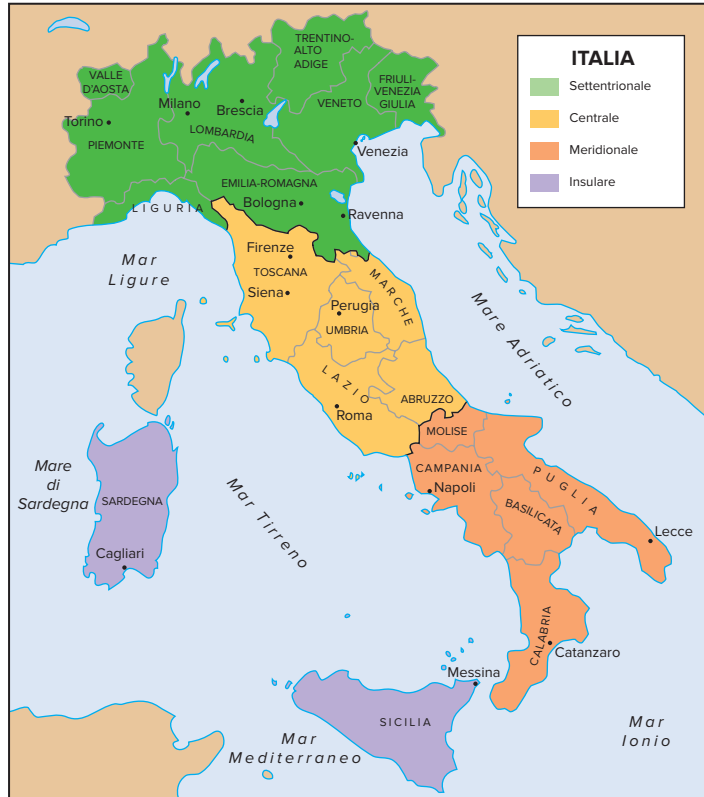 ITALIA
Settentrionale
Centrale
Meridionale
Insulare
TRENTINO-
ALTO
ADIGE
VALLE
D'AOSTA
FRIULI-
VENEZIA
GIULIA
Milano
Brescia
VENETO
Torino
LOMBARDIA
PIEMONTE
Venezia
EMILIA-ROMAGNA
Bologna
LIGURIA
Ravenna
Mar
Ligure
Firenze
TOSCANA
Siena
MARCHE
Perugia
UMBRIA
Mare Adriatico
LAZIO
ABRUZZO
Roma
MOLISE
CAMPANIA
Napoli
PUGLIA
BASILICATA
Lecce
Mare
di
Sardegna
SARDEGNA
Cagliari
Mar Tirreno
CALABRIA
Catanzaro
Messina
SICILIA
Mar
Mediterraneo
Mar
Ionio